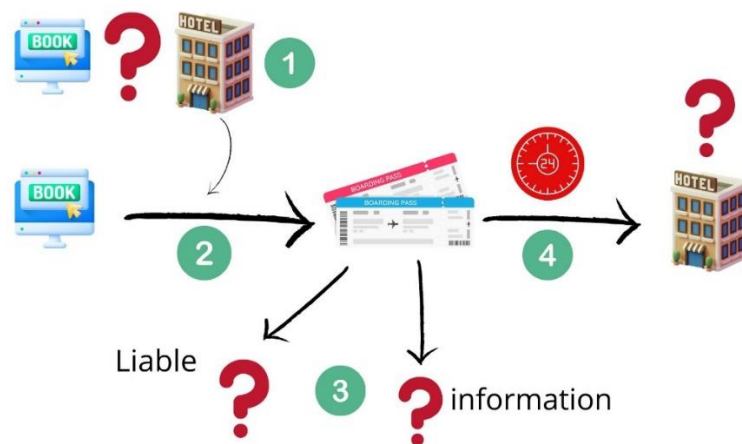 BOOK
HOTEL
1
BOOK
BOARDING PASS
BOARDING PASS
24
HOTEL
2
4
Liable
3
information